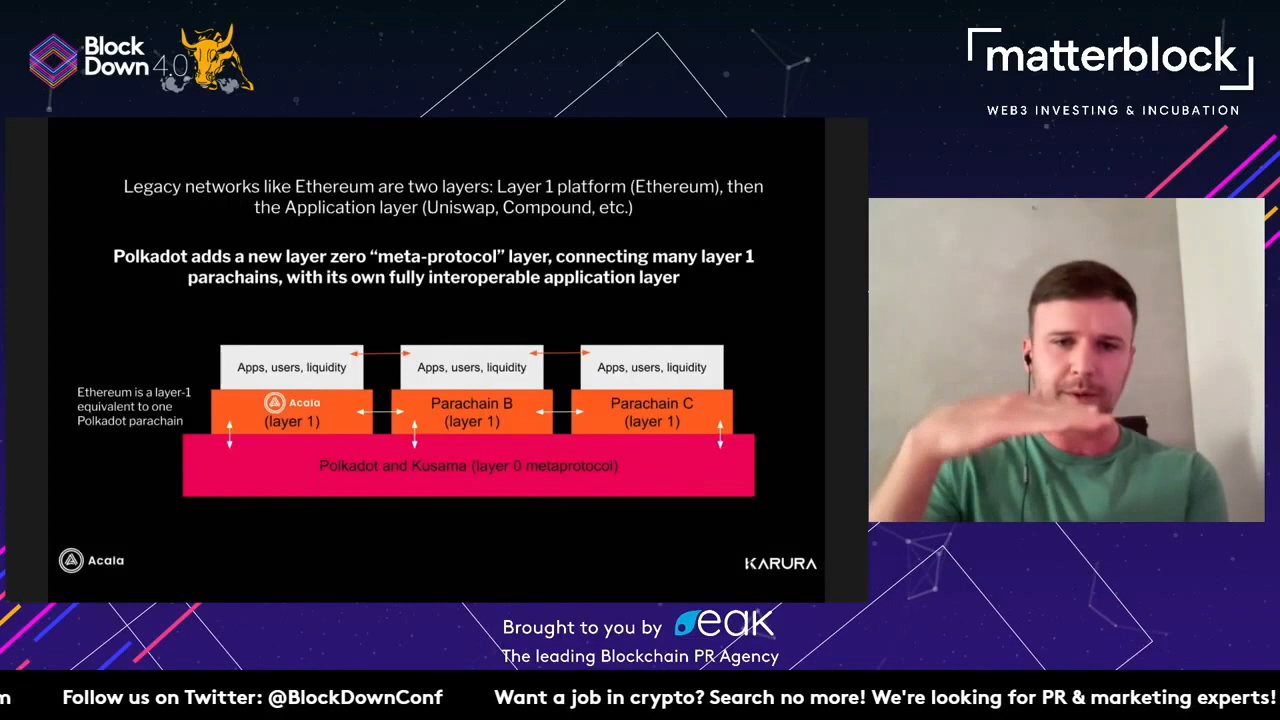 Block
Down 4.0
matterblock
WEB3 INVESTING & INCUBATION
Legacy networks like Ethereum are two layers: Layer 1 platform (Ethereum), then
the Application layer (Uniswap, Compound, etc.)
Polkadot adds a new layer zero “meta-protocol” layer, connecting many layer 1
parachains, with its own fully interoperable application layer
Apps, users, liquidity
Apps, users, liquidity
Apps, users, liquidity
Ethereum is a layer-1
equivalent to one
Polkadot parachain
Acala
(layer 1)
Parachain B
(layer 1)
Parachain C
(layer 1)
Polkadot and Kusama (layer 0 metaprotocol)
Acala
KARURA
Brought to you by eak
The leading Blockchain PR Agency
m Follow us on Twitter: @BlockDownConf Want a job in crypto? Search no more! We're looking for PR & marketing experts!